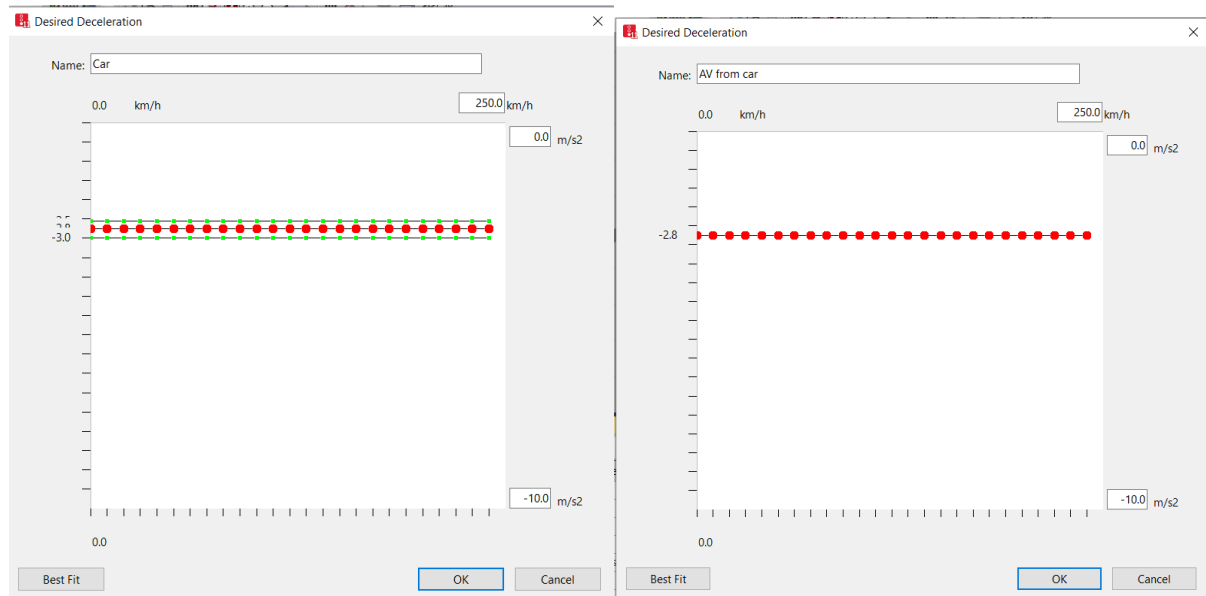 Desired Deceleration
Name: Car
0.0 km/h 250.0 km/h
0.0 m/s2
-3.0
-10.0 m/s2
0.0
Best Fit OK Cancel
Desired Deceleration
Name: AV from car
0.0 km/h 250.0 km/h
0.0 m/s2
-2.8
-10.0 m/s2
0.0
Best Fit OK Cancel